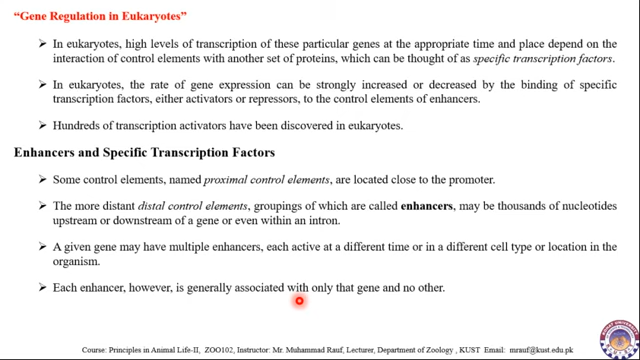 “Gene Regulation in Eukaryotes”
➢ In eukaryotes, high levels of transcription of these particular genes at the appropriate time and place depend on the
interaction of control elements with another set of proteins, which can be thought of as specific transcription factors.
➢ In eukaryotes, the rate of gene expression can be strongly increased or decreased by the binding of specific
transcription factors, either activators or repressors, to the control elements of enhancers.
➢ Hundreds of transcription activators have been discovered in eukaryotes.
Enhancers and Specific Transcription Factors
➢ Some control elements, named proximal control elements, are located close to the promoter.
➢ The more distant distal control elements, groupings of which are called enhancers, may be thousands of nucleotides
upstream or downstream of a gene or even within an intron.
➢ A given gene may have multiple enhancers, each active at a different time or in a different cell type or location in the
organism.
➢ Each enhancer, however, is generally associated with only that gene and no other.
Course: Principles in Animal Life-II, ZOO102, Instructor: Mr. Muhammad Rauf, Lecturer, Department of Zoology , KUST Email: mrauf@kust.edu.pk